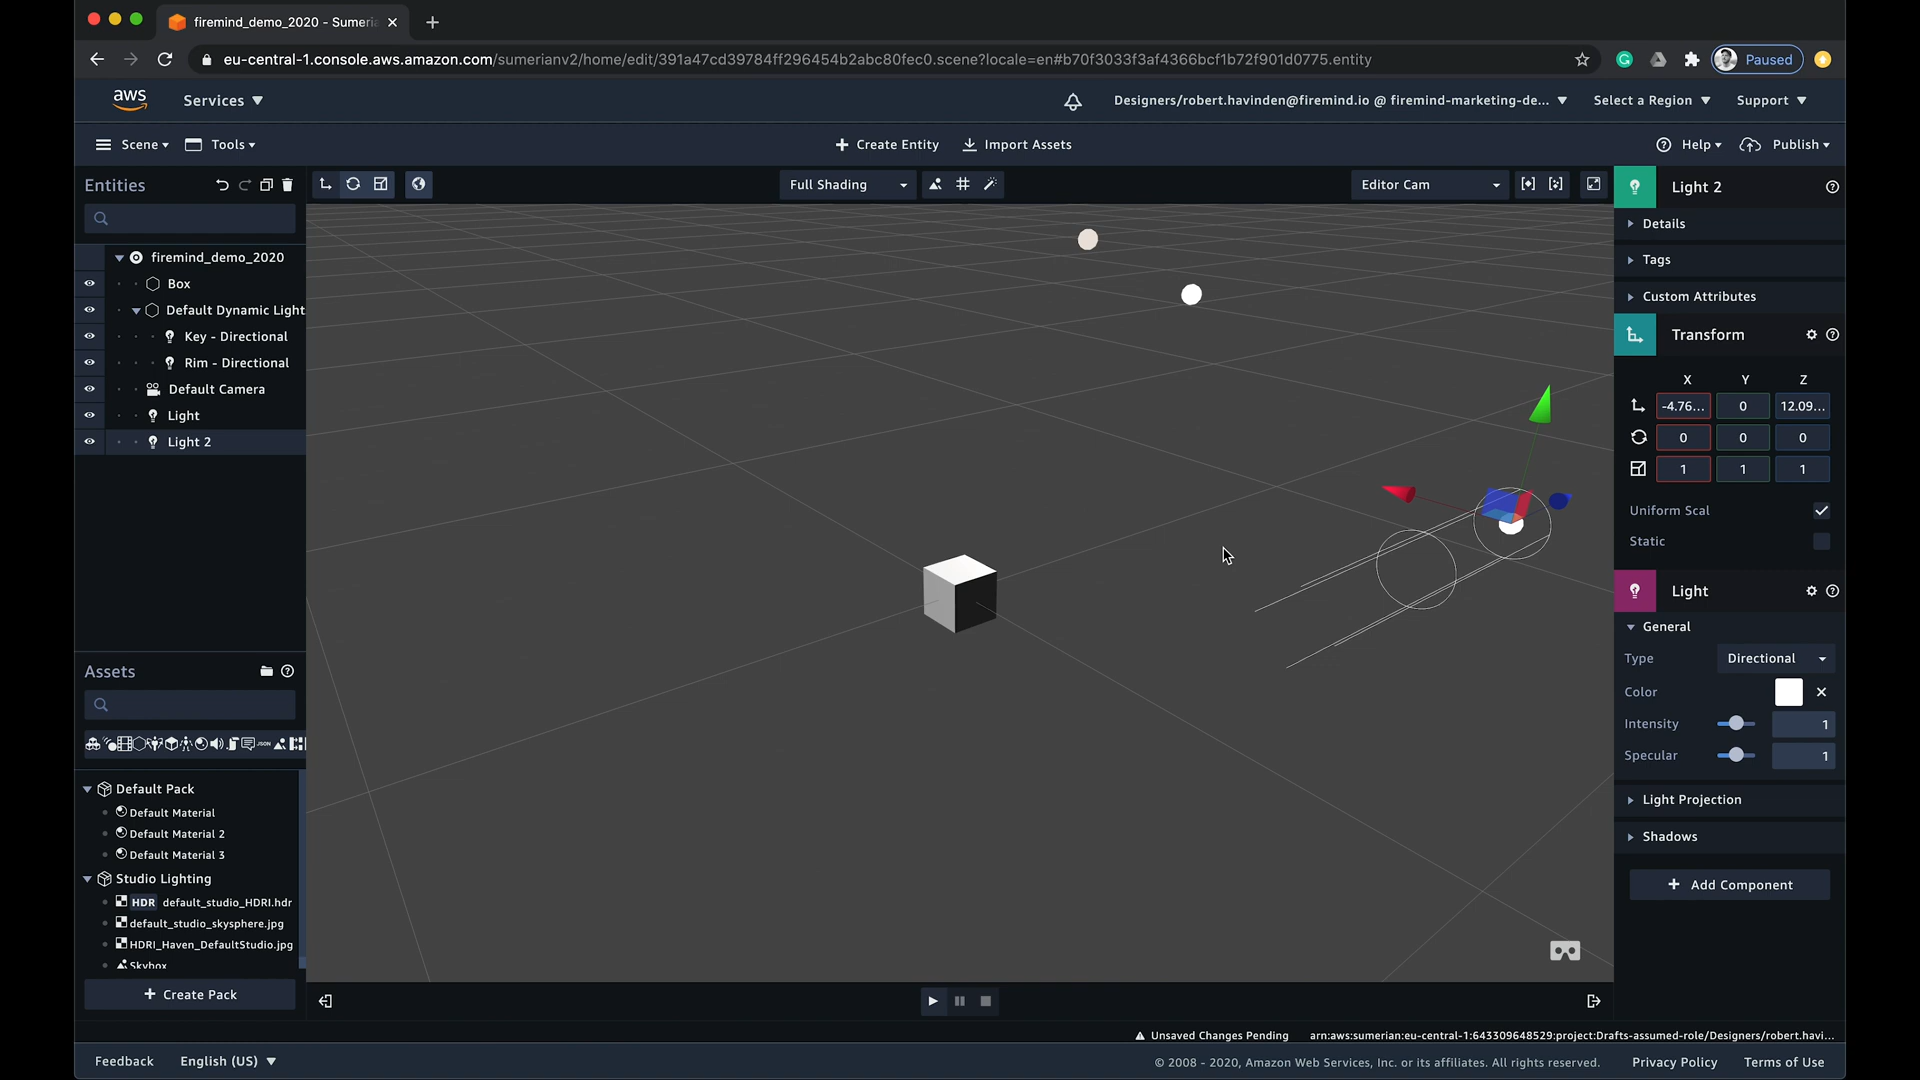 firemind_demo_2020 - Sumeria
eu-central-1.console.aws.amazon.com/sumerianv2/home/edit/391a47cd39784ff296454b2abc80fec0.scene?locale=en#b70f3033f3af4366bcf1b72f901d0775.entity
Paused
aws
Services
Designers/robert.havinden@firemind.io @ firemind-marketing-de...
Select a Region
Support
Scene
Tools
Create Entity
Import Assets
Help
Publish
Entities
Full Shading
Editor Cam
Light 2
Details
firemind_demo_2020
Tags
Box
Custom Attributes
Default Dynamic Light
Key - Directional
Transform
Rim - Directional
X Y Z
Default Camera
-4.76... 0 12.09...
Light
0 0 0
Light 2
1 1 1
Uniform Scal
Static
Light
General
Type Directional
Color
Intensity 1
Specular 1
Light Projection
Shadows
Add Component
Assets
JSON
Default Pack
Default Material
Default Material 2
Default Material 3
Studio Lighting
HDR default_studio_HDRI.hdr
default_studio_skysphere.jpg
HDRI_Haven_DefaultStudio.jpg
Skybox
Create Pack
Unsaved Changes Pending
arn:aws:sumerian:eu-central-1:643309648529:project:Drafts-assumed-role/Designers/robert.havi...
Feedback
English (US)
© 2008 - 2020, Amazon Web Services, Inc. or its affiliates. All rights reserved.
Privacy Policy
Terms of Use